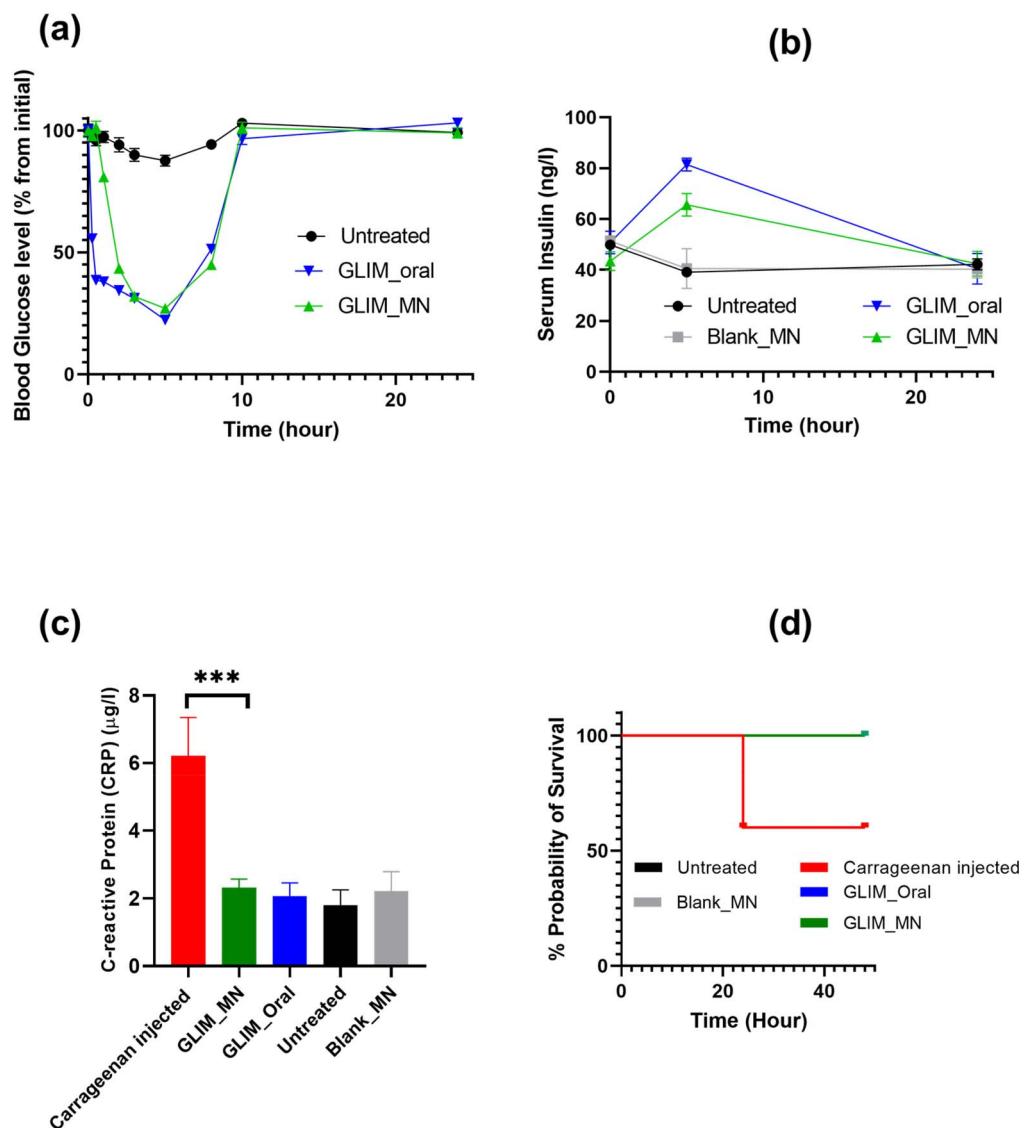 (a)
Blood Glucose level (% from initial)
100
50
0
0
10
20
Time (hour)
Untreated
GLIM_oral
GLIM_MN
(b)
Serum Insulin (ng/l)
100
80
60
40
20
0
0
10
20
Time (hour)
Untreated
Blank_MN
GLIM_oral
GLIM_MN
(c)
C-reactive Protein (CRP) (μg/l)
8
6
4
2
0
***
Carrageenan injected
GLIM_MN
GLIM_Oral
Untreated
Blank_MN
(d)
% Probability of Survival
100
50
0
0
20
40
Time (Hour)
Untreated
Blank_MN
Carrageenan injected
GLIM_Oral
GLIM_MN